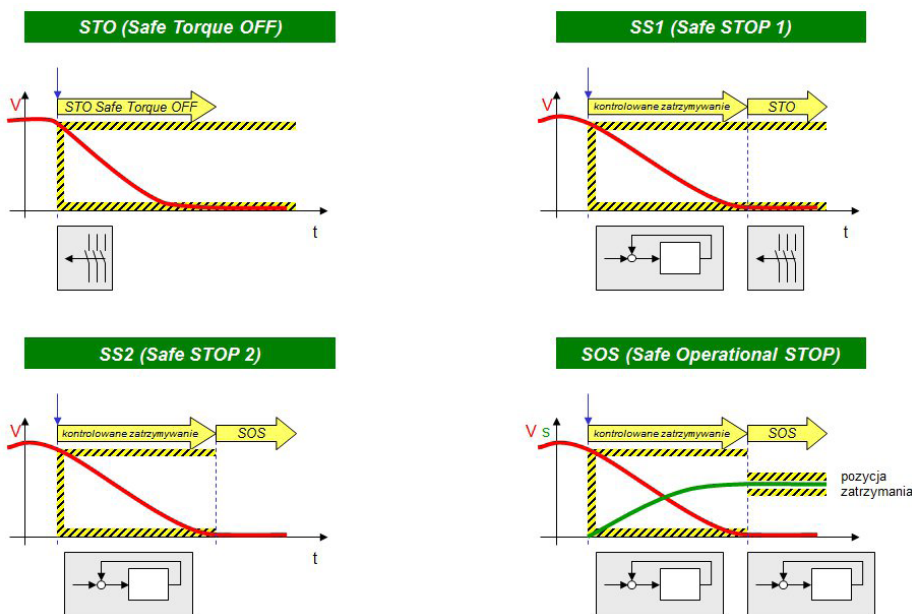 STO (Safe Torque OFF)
V
STO Safe Torque OFF
t
SS1 (Safe STOP 1)
V
kontrolowane zatrzymywanie
STO
t
SS2 (Safe STOP 2)
V
kontrolowane zatrzymywanie
SOS
t
SOS (Safe Operational STOP)
V s
kontrolowane zatrzymywanie
SOS
pozycja
zatrzymania
t